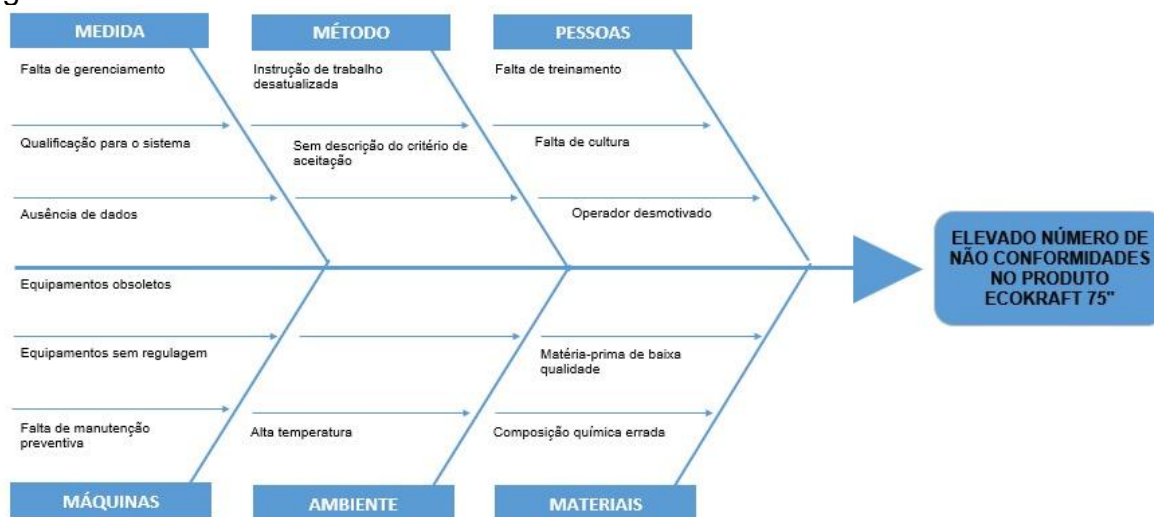 MEDIDA
MÉTODO
PESSOAS
Falta de gerenciamento
Instrução de trabalho
desatualizada
Falta de treinamento
Qualificação para o sistema
Sem descrição do critério de
aceitação
Falta de cultura
Ausência de dados
Operador desmotivado
ELEVADO NÚMERO DE
NÃO CONFORMIDADES
NO PRODUTO
ECOKRAFT 75"
Equipamentos obsoletos
Equipamentos sem regulagem
Matéria-prima de baixa
qualidade
Falta de manutenção
preventiva
Alta temperatura
Composição química errada
MÁQUINAS
AMBIENTE
MATERIAIS